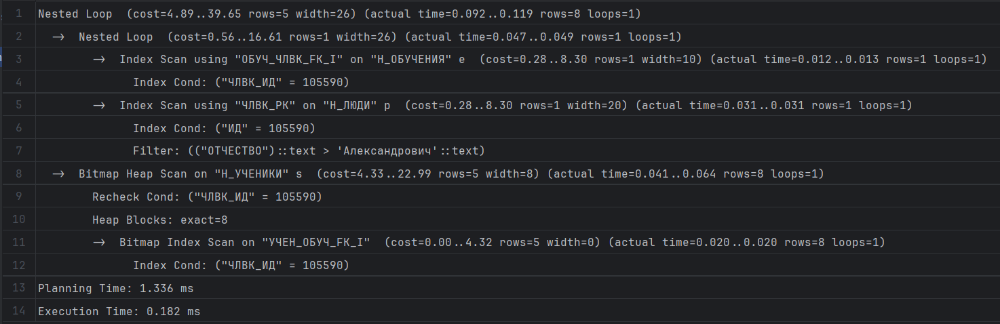 1 Nested Loop  (cost=4.89..39.65 rows=5 width=26) (actual time=0.092..0.119 rows=8 loops=1)
2   ->  Nested Loop  (cost=0.56..16.61 rows=1 width=26) (actual time=0.047..0.049 rows=1 loops=1)
3         ->  Index Scan using "ОБУЧ_ЧЛВК_FK_I" on "Н_ОБУЧЕНИЯ" e  (cost=0.28..8.30 rows=1 width=10) (actual time=0.012..0.013 rows=1 loops=1)
4               Index Cond: ("ЧЛВК_ИД" = 105590)
5         ->  Index Scan using "ЧЛВК_PK" on "Н_ЛЮДИ" p  (cost=0.28..8.30 rows=1 width=20) (actual time=0.031..0.031 rows=1 loops=1)
6               Index Cond: ("ИД" = 105590)
7               Filter: (("ОТЧЕСТВО")::text > 'Александрович'::text)
8   ->  Bitmap Heap Scan on "Н_УЧЕНИКИ" s  (cost=4.33..22.99 rows=5 width=8) (actual time=0.041..0.064 rows=8 loops=1)
9         Recheck Cond: ("ЧЛВК_ИД" = 105590)
10         Heap Blocks: exact=8
11         ->  Bitmap Index Scan on "УЧЕН_ОБУЧ_FK_I"  (cost=0.00..4.32 rows=5 width=0) (actual time=0.020..0.020 rows=8 loops=1)
12               Index Cond: ("ЧЛВК_ИД" = 105590)
13 Planning Time: 1.336 ms
14 Execution Time: 0.182 ms